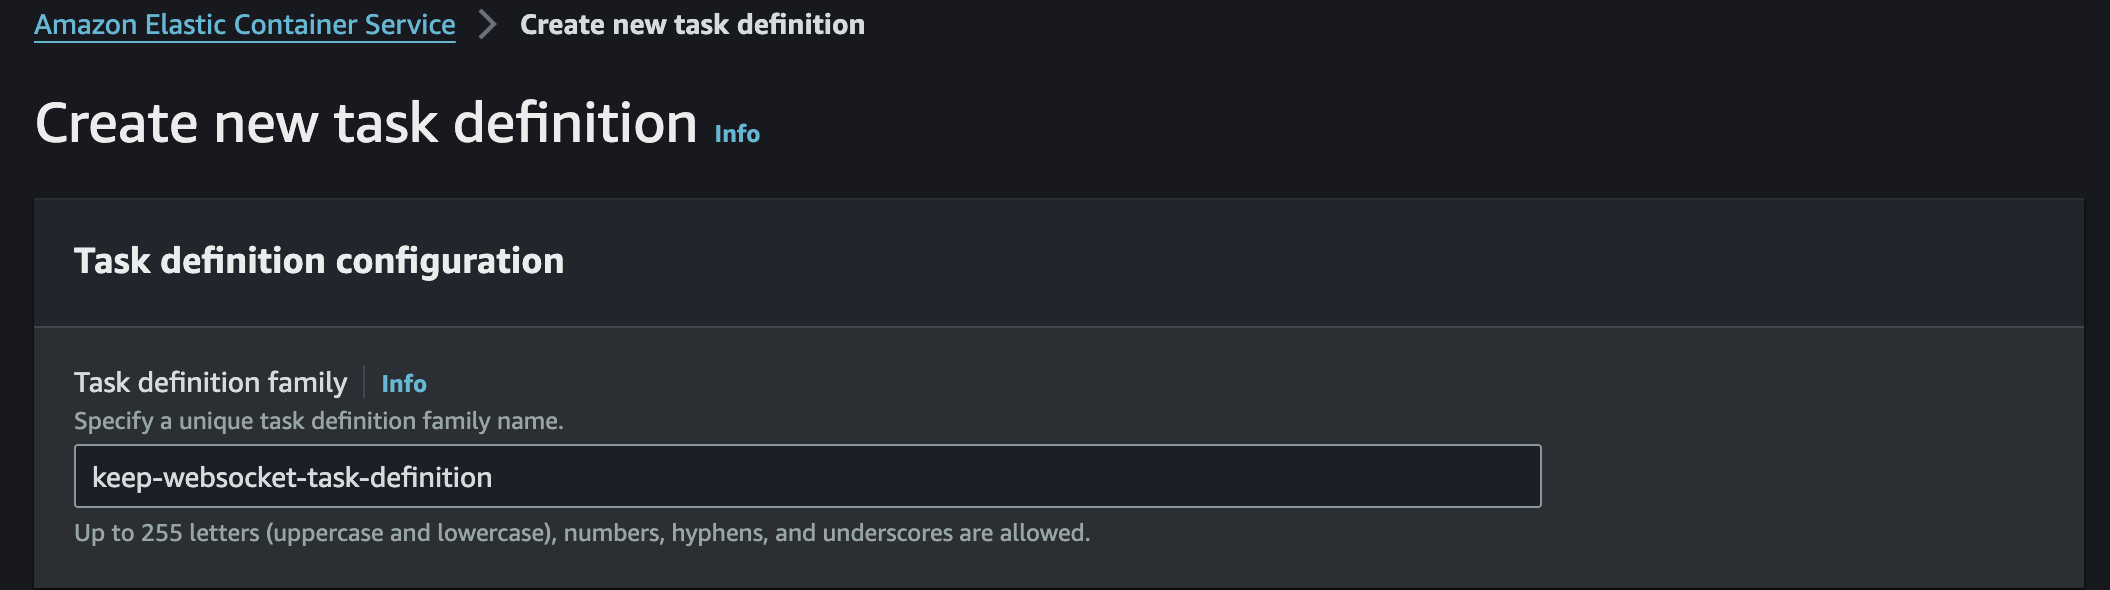 Amazon Elastic Container Service > Create new task definition
Create new task definition Info
Task definition configuration
Task definition family Info
Specify a unique task definition family name.
keep-websocket-task-definition
Up to 255 letters (uppercase and lowercase), numbers, hyphens, and underscores are allowed.